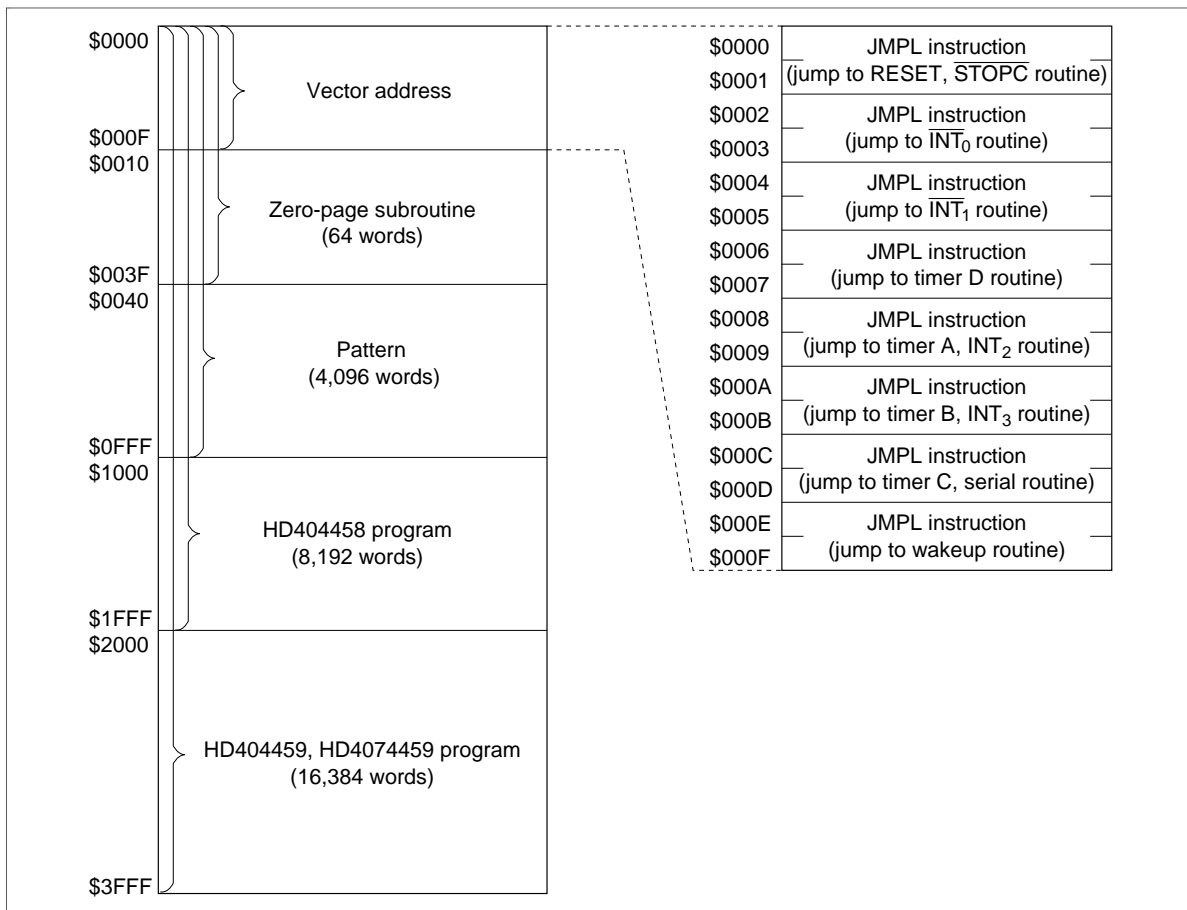 $0000
Vector address
$000F
$0010
Zero-page subroutine
(64 words)
$003F
$0040
Pattern
(4,096 words)
$0FFF
$1000
HD404458 program
(8,192 words)
$1FFF
$2000
HD404459, HD4074459 program
(16,384 words)
$3FFF
$0000
JMPL instruction
$0001
(jump to RESET, S̅T̅O̅P̅C̅ routine)
$0002
JMPL instruction
$0003
(jump to I̅N̅T̅₀ routine)
$0004
JMPL instruction
$0005
(jump to I̅N̅T̅₁ routine)
$0006
JMPL instruction
$0007
(jump to timer D routine)
$0008
JMPL instruction
$0009
(jump to timer A, INT₂ routine)
$000A
JMPL instruction
$000B
(jump to timer B, INT₃ routine)
$000C
JMPL instruction
$000D
(jump to timer C, serial routine)
$000E
JMPL instruction
$000F
(jump to wakeup routine)